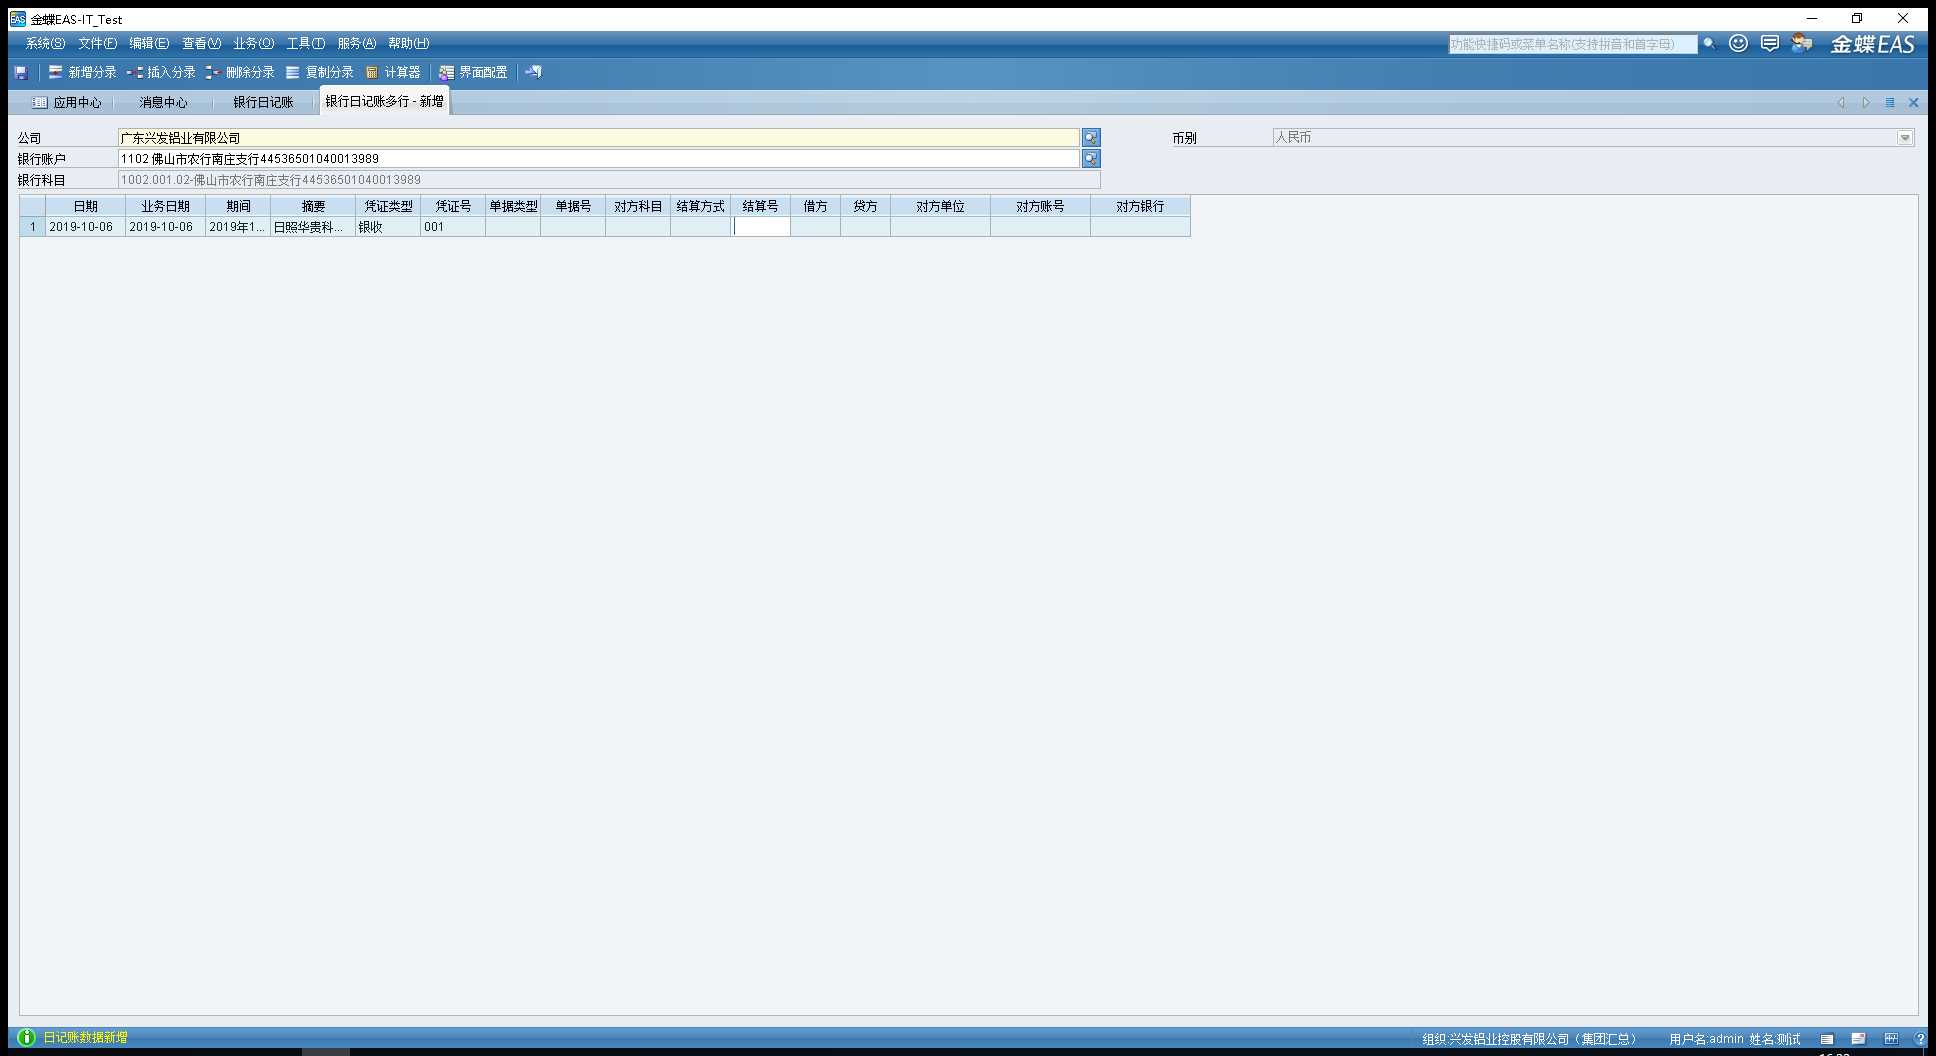 金蝶EAS-IT_Test
系统(S) 文件(F) 编辑(E) 查看(V) 业务(O) 工具(T) 服务(A) 帮助(H)
功能快捷码或菜单名称(支持拼音和首字母)
金蝶EAS
新增分录 插入分录 删除分录 复制分录 计算器 界面配置
应用中心 消息中心 银行日记账 银行日记账多行 - 新增
公司 广东兴发铝业有限公司 币别 人民币
银行账户 1102 佛山市农行南庄支行44536501040013989
银行科目 1002.001.02-佛山市农行南庄支行44536501040013989
日期 业务日期 期间 摘要 凭证类型 凭证号 单据类型 单据号 对方科目 结算方式 结算号 借方 贷方 对方单位 对方账号 对方银行
1 2019-10-06 2019-10-06 2019年1... 日照华贵科... 银收 001
日记账数据新增 组织:兴发铝业控股有限公司（集团汇总） 用户名:admin 姓名:测试